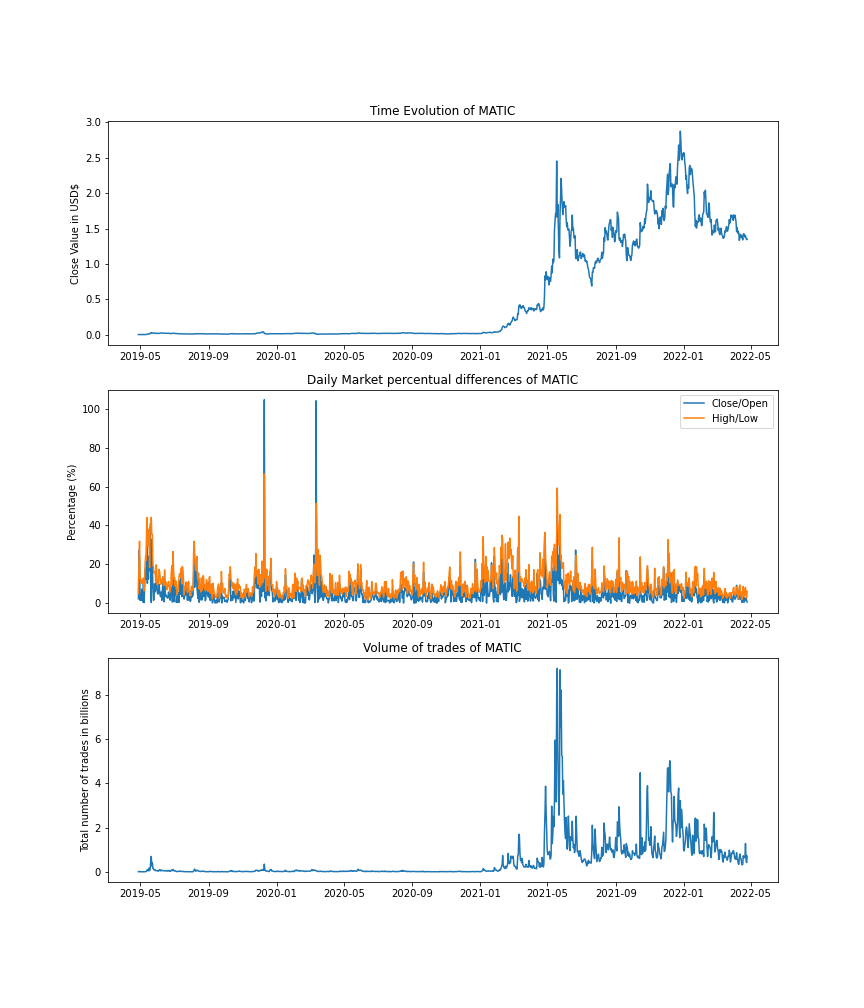 Time Evolution of MATIC
Close Value in USD$
3.0
2.5
2.0
1.5
1.0
0.5
0.0
2019-05 2019-09 2020-01 2020-05 2020-09 2021-01 2021-05 2021-09 2022-01 2022-05
Daily Market percentual differences of MATIC
Percentage (%)
100
80
60
40
20
0
Close/Open
High/Low
2019-05 2019-09 2020-01 2020-05 2020-09 2021-01 2021-05 2021-09 2022-01 2022-05
Volume of trades of MATIC
Total number of trades in billions
8
6
4
2
0
2019-05 2019-09 2020-01 2020-05 2020-09 2021-01 2021-05 2021-09 2022-01 2022-05